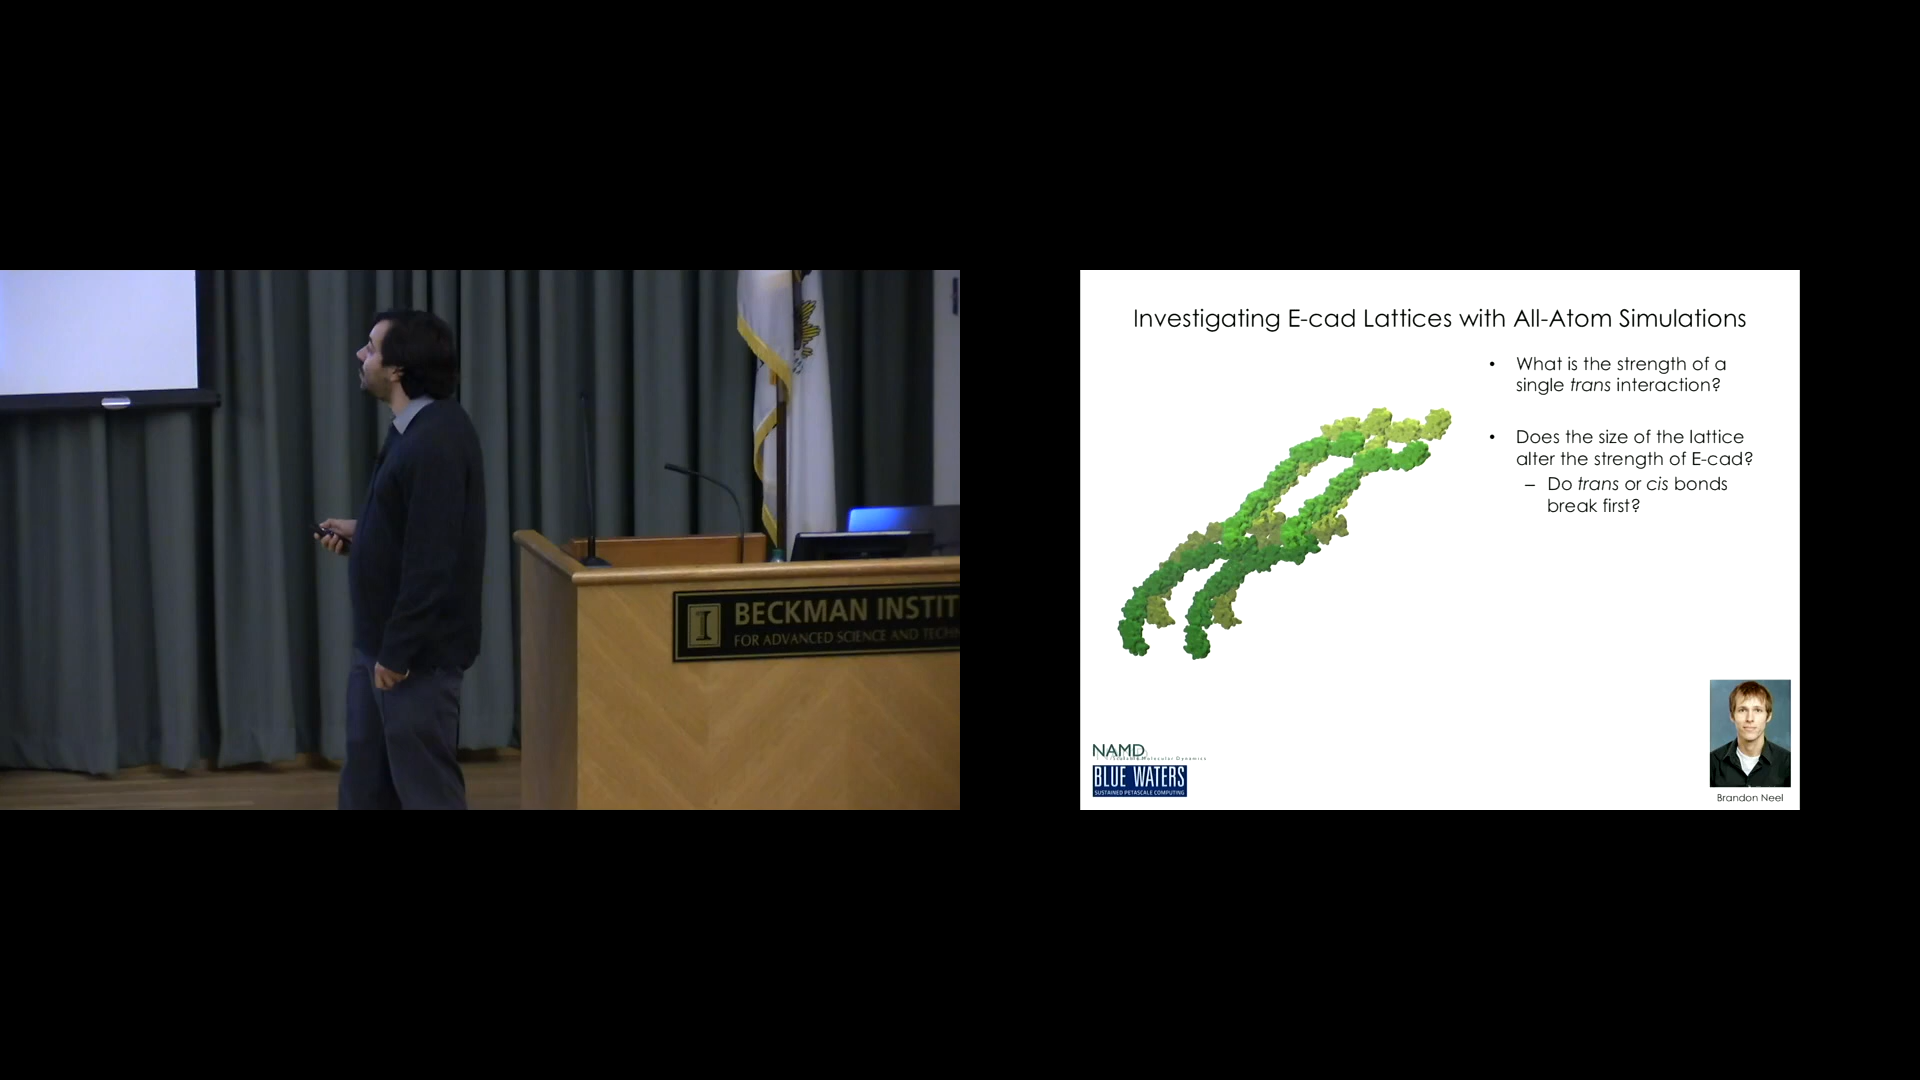 BECKMAN INSTIT
FOR ADVANCED SCIENCE AND TECHN
Investigating E-cad Lattices with All-Atom Simulations
• What is the strength of a
single trans interaction?
• Does the size of the lattice
alter the strength of E-cad?
– Do trans or cis bonds
break first?
NAMD
Molecular Dynamics
BLUE WATERS
SUSTAINED PETASCALE COMPUTING
Brandon Neel